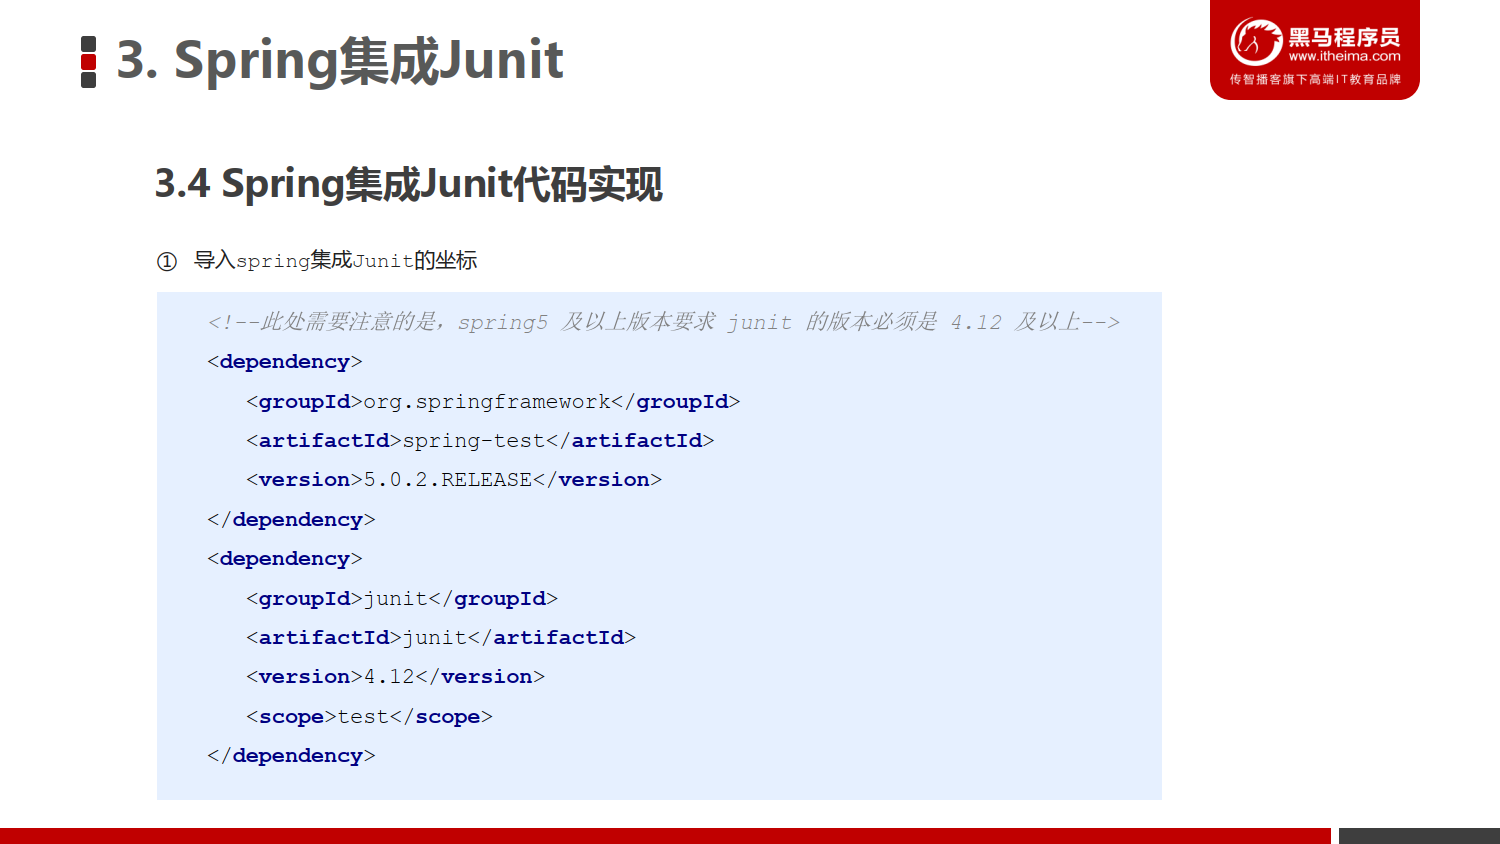 3. Spring集成Junit
黑马程序员
www.itheima.com
传智播客旗下高端IT教育品牌
3.4 Spring集成Junit代码实现
① 导入spring集成Junit的坐标
<!--此处需要注意的是，spring5 及以上版本要求 junit 的版本必须是 4.12 及以上-->
<dependency>
<groupId>org.springframework</groupId>
<artifactId>spring-test</artifactId>
<version>5.0.2.RELEASE</version>
</dependency>
<dependency>
<groupId>junit</groupId>
<artifactId>junit</artifactId>
<version>4.12</version>
<scope>test</scope>
</dependency>